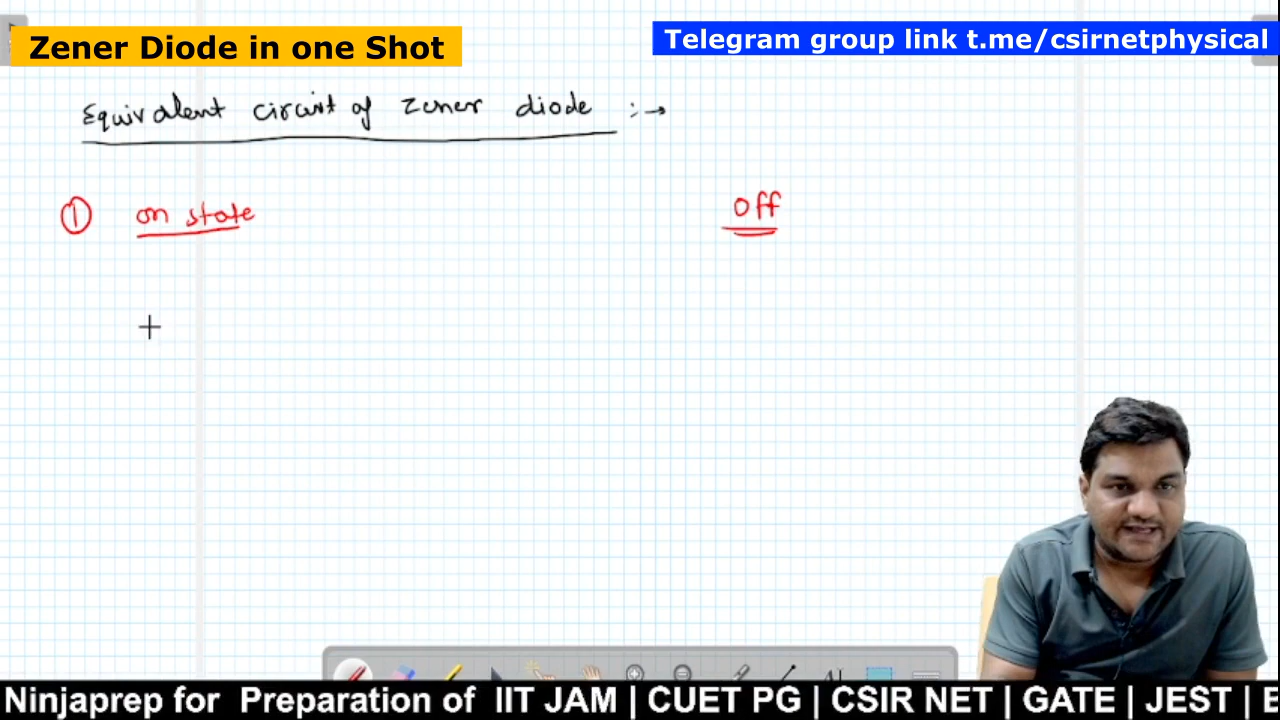 Zener Diode in one Shot
Telegram group link t.me/csirnetphysical
Equivalent circuit of zener diode :→
① on state
off
Ninjaprep for Preparation of IIT JAM | CUET PG | CSIR NET | GATE | JEST | E